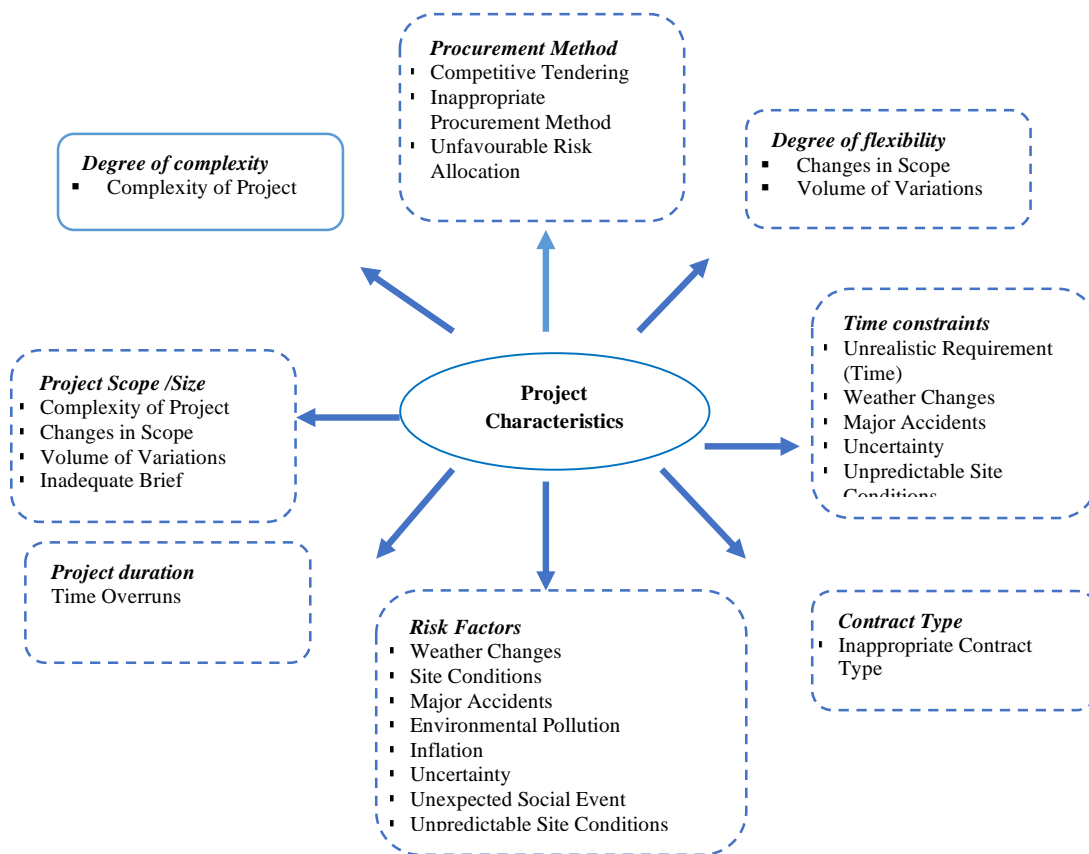 Procurement Method
▪ Competitive Tendering
▪ Inappropriate
Procurement Method
▪ Unfavourable Risk
Allocation
Degree of complexity
▪ Complexity of Project
Degree of flexibility
▪ Changes in Scope
▪ Volume of Variations
Time constraints
▪ Unrealistic Requirement
(Time)
▪ Weather Changes
▪ Major Accidents
▪ Uncertainty
▪ Unpredictable Site
Conditions
Project Scope /Size
▪ Complexity of Project
▪ Changes in Scope
▪ Volume of Variations
▪ Inadequate Brief
Project
Characteristics
Project duration
Time Overruns
Risk Factors
▪ Weather Changes
▪ Site Conditions
▪ Major Accidents
▪ Environmental Pollution
▪ Inflation
▪ Uncertainty
▪ Unexpected Social Event
▪ Unpredictable Site Conditions
Contract Type
▪ Inappropriate Contract
Type